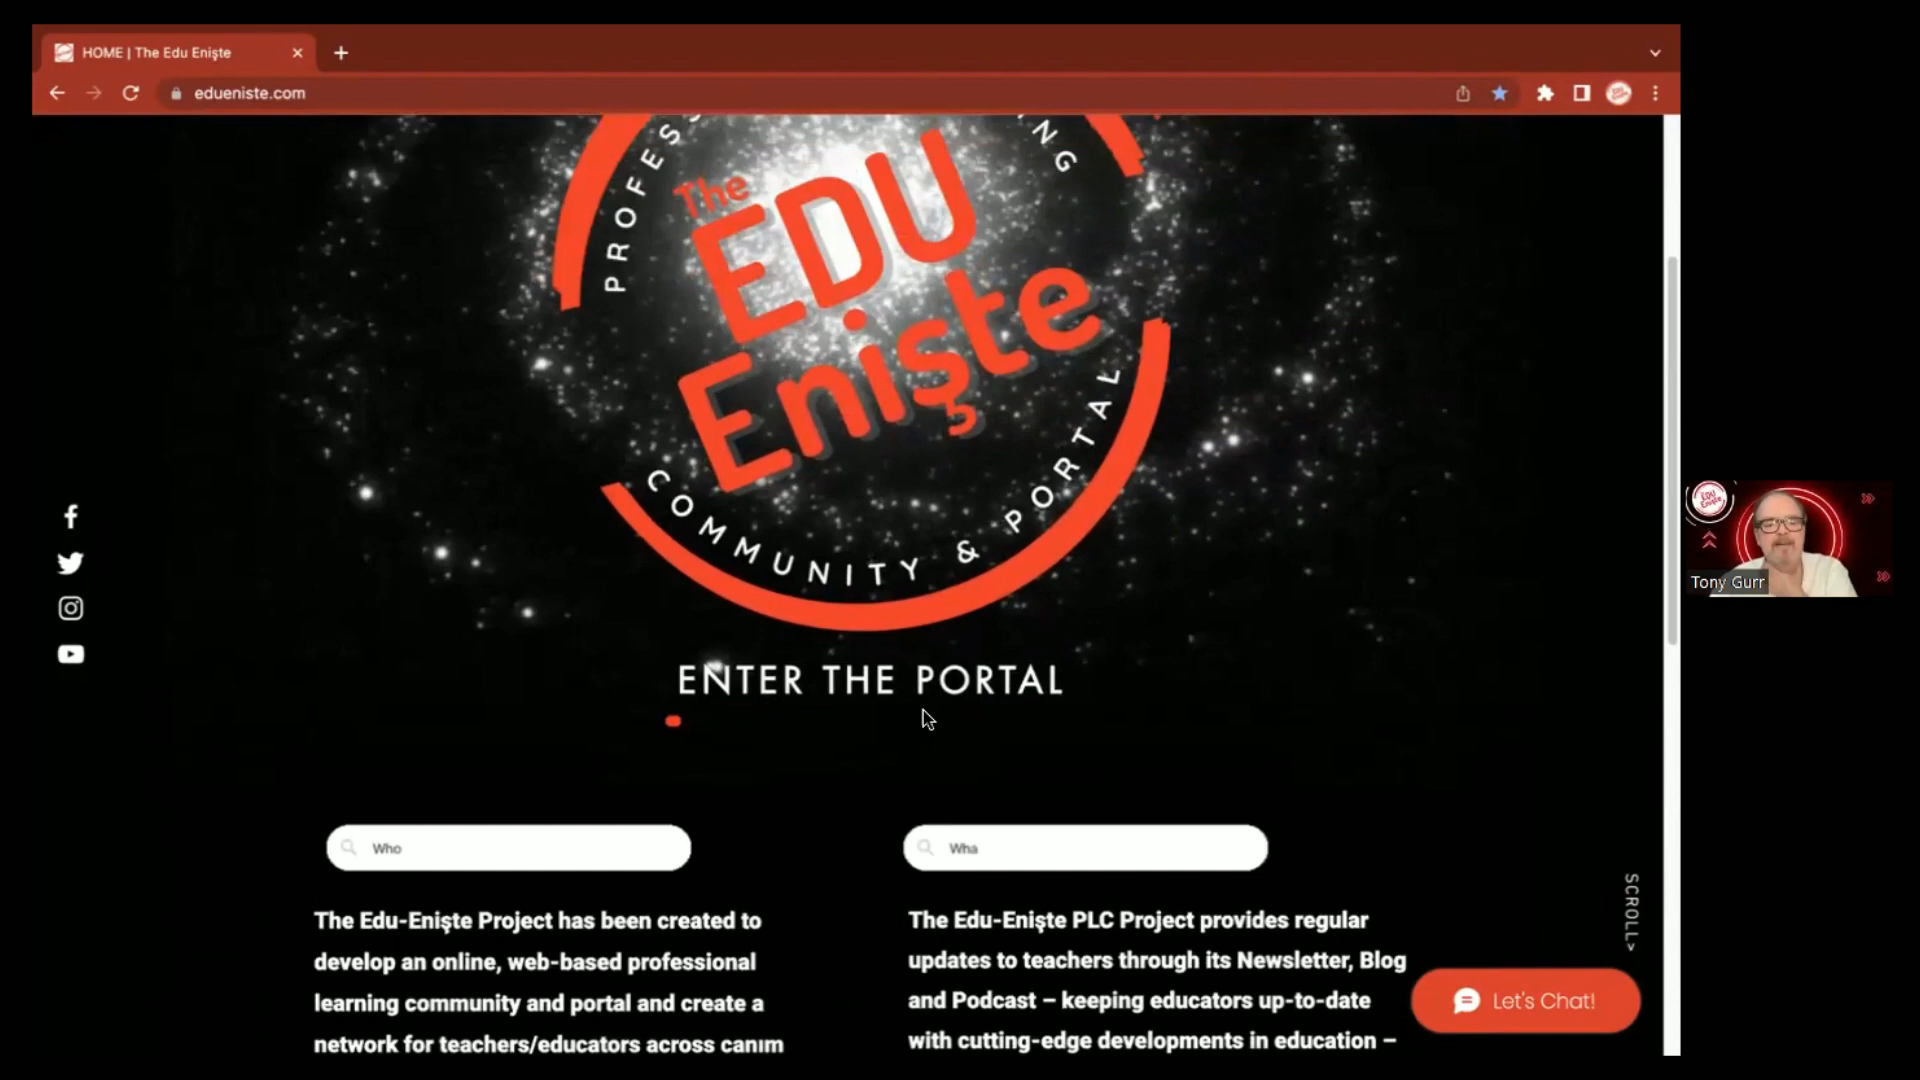 HOME | The Edu Enişte
edueniste.com
PROFES
NG
The
EDU
Enişte
COMMUNITY & PORTAL
ENTER THE PORTAL
Who
Wha
The Edu-Enişte Project has been created to
develop an online, web-based professional
learning community and portal and create a
network for teachers/educators across canım
The Edu-Enişte PLC Project provides regular
updates to teachers through its Newsletter, Blog
and Podcast – keeping educators up-to-date
with cutting-edge developments in education –
SCROLL>
Let's Chat!
EDU
Enişte
Tony Gurr